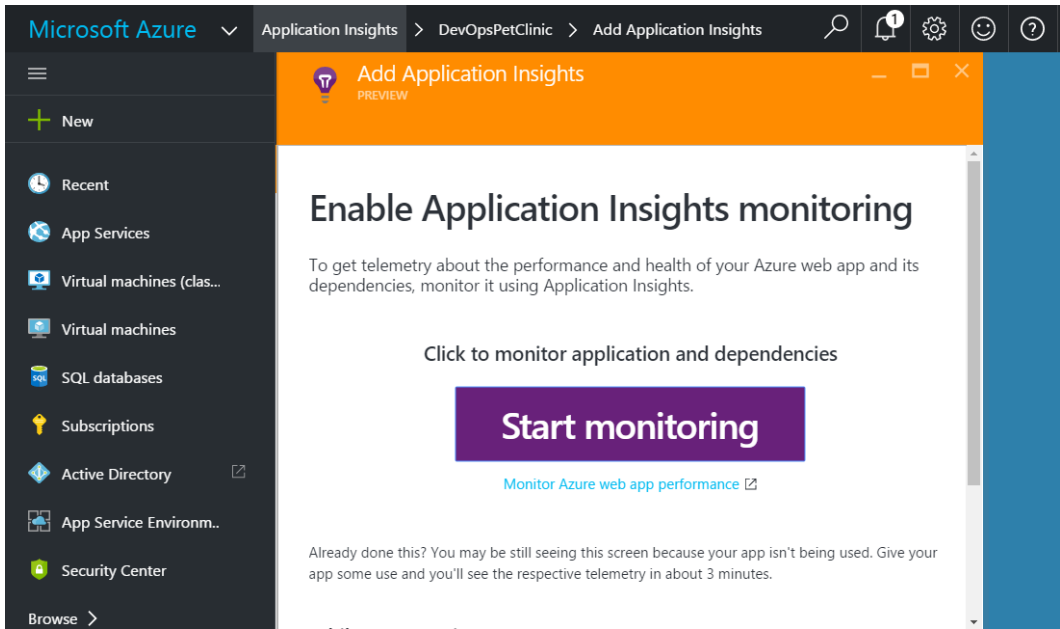 Microsoft Azure
Application Insights > DevOpsPetClinic > Add Application Insights
1
Add Application Insights
PREVIEW
New
Recent
App Services
Virtual machines (clas...
Virtual machines
SQL databases
Subscriptions
Active Directory
App Service Environm..
Security Center
Browse >
Enable Application Insights monitoring
To get telemetry about the performance and health of your Azure web app and its
dependencies, monitor it using Application Insights.
Click to monitor application and dependencies
Start monitoring
Monitor Azure web app performance
Already done this? You may be still seeing this screen because your app isn't being used. Give your
app some use and you'll see the respective telemetry in about 3 minutes.